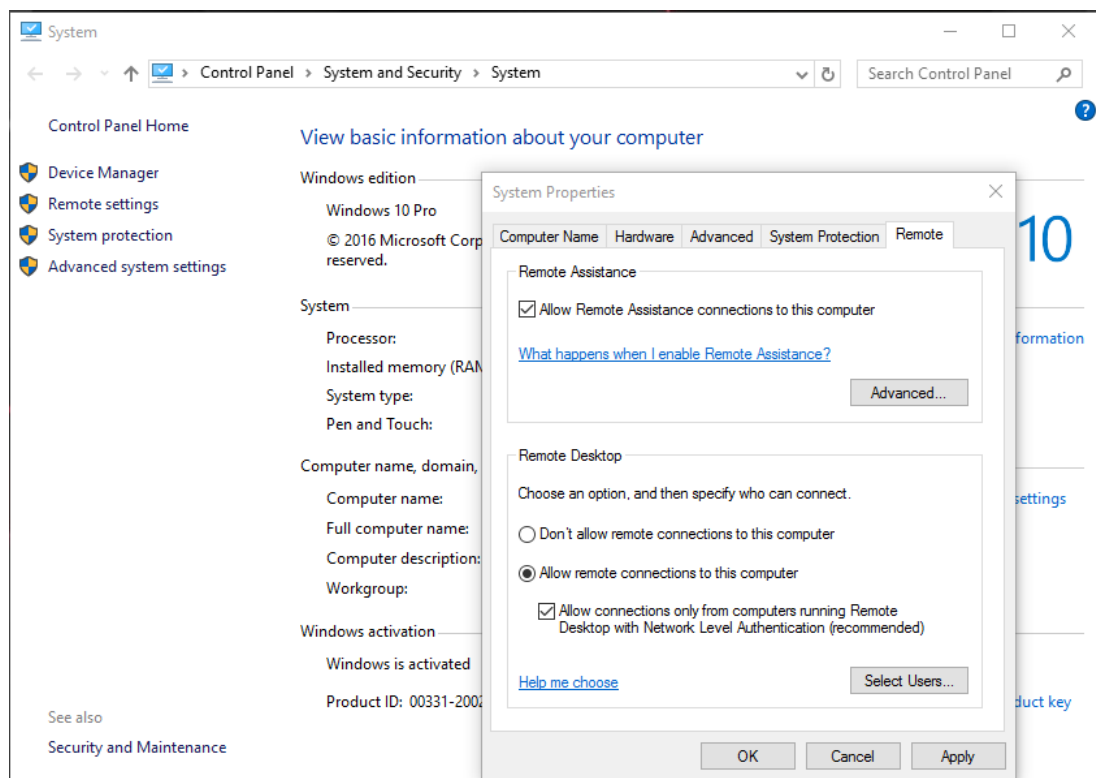 System
Control Panel > System and Security > System
Search Control Panel
?
Control Panel Home
Device Manager
Remote settings
System protection
Advanced system settings
See also
Security and Maintenance
View basic information about your computer
Windows edition
Windows 10 Pro
© 2016 Microsoft Corp
reserved.
10
System
Processor:
Installed memory (RAM
System type:
Pen and Touch:
formation
Computer name, domain,
Computer name:
Full computer name:
Computer description:
Workgroup:
settings
Windows activation
Windows is activated
Product ID: 00331-2002
duct key
System Properties
Computer Name
Hardware
Advanced
System Protection
Remote
Remote Assistance
Allow Remote Assistance connections to this computer
What happens when I enable Remote Assistance?
Advanced...
Remote Desktop
Choose an option, and then specify who can connect.
Don't allow remote connections to this computer
Allow remote connections to this computer
Allow connections only from computers running Remote
Desktop with Network Level Authentication (recommended)
Help me choose
Select Users...
OK
Cancel
Apply